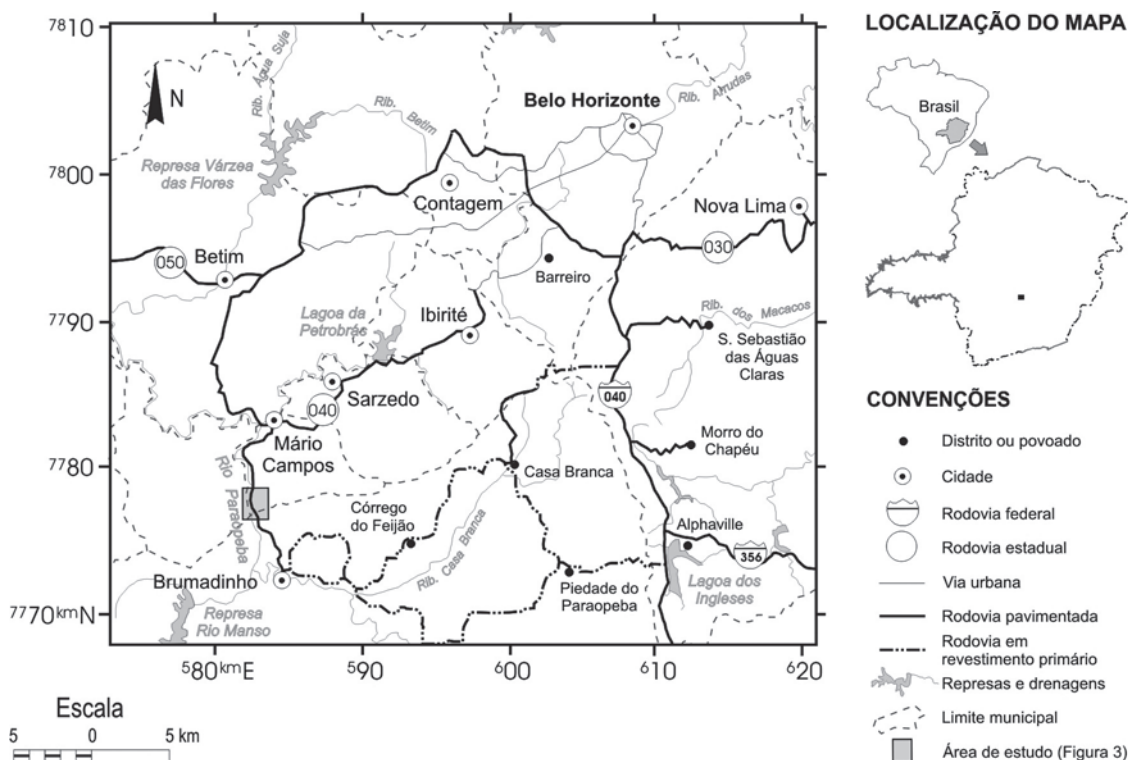 7810
7800
7790
7780
7770kmN
580kmE
590
600
610
620
N
Rib. Água Suja
Rib. Betim
Belo Horizonte
Rib. Arrudas
Represa Várzea
das Flores
Contagem
Nova Lima
050
Betim
030
Barreiro
Lagoa da
Petrobrás
Ibirité
Rib. dos Macacos
S. Sebastião
das Águas
Claras
Sarzedo
040
040
Mário
Campos
Morro do
Chapéu
Rio Paraopeba
Casa Branca
Córrego
do Feijão
Rib. Casa Branca
Alphaville
356
Brumadinho
Piedade do
Paraopeba
Lagoa dos
Ingleses
Represa
Rio Manso
Escala
5 0 5 km
LOCALIZAÇÃO DO MAPA
Brasil
CONVENÇÕES
Distrito ou povoado
Cidade
Rodovia federal
Rodovia estadual
Via urbana
Rodovia pavimentada
Rodovia em
revestimento primário
Represas e drenagens
Limite municipal
Área de estudo (Figura 3)